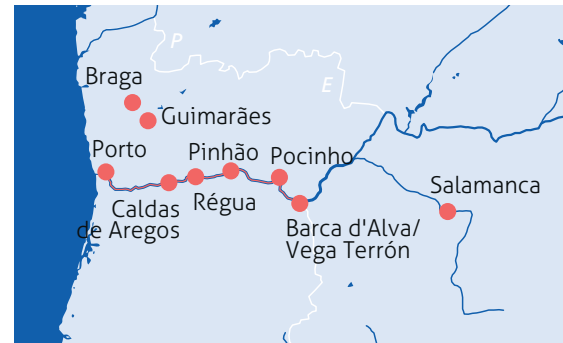 P
E
Braga
Guimarães
Porto
Pinhão
Pocinho
Caldas
de Aregos
Régua
Salamanca
Barca d'Alva/
Vega Terrón